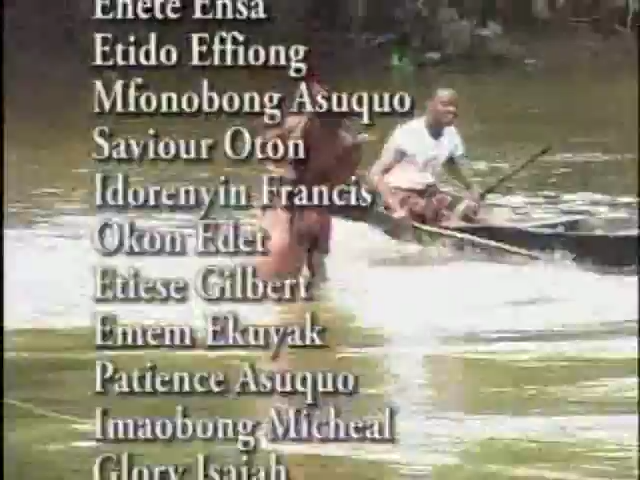 Enete Ensa
Etido Effiong
Mfonobong Asuquo
Saviour Oton
Idorenyin Francis
Okon Edet
Etiese Gilbert
Emem Ekuyak
Patience Asuquo
Imaobong Micheal
Glory Isaiah